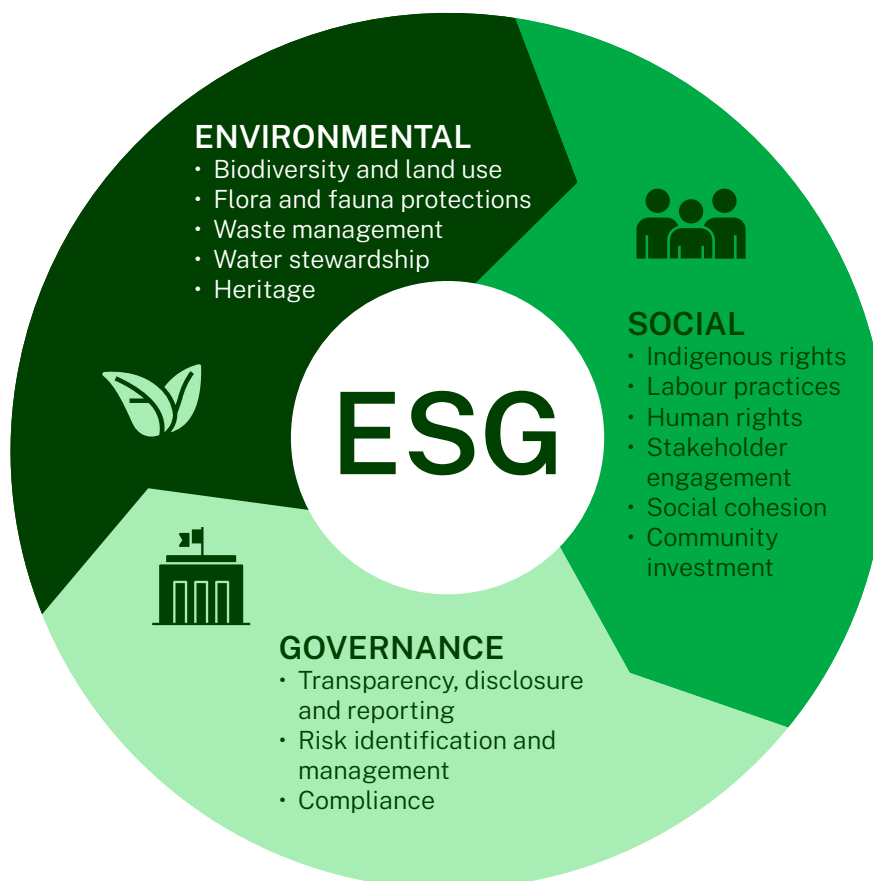 ENVIRONMENTAL
• Biodiversity and land use
• Flora and fauna protections
• Waste management
• Water stewardship
• Heritage
ESG
SOCIAL
• Indigenous rights
• Labour practices
• Human rights
• Stakeholder
engagement
• Social cohesion
• Community
investment
GOVERNANCE
• Transparency, disclosure
and reporting
• Risk identification and
management
• Compliance